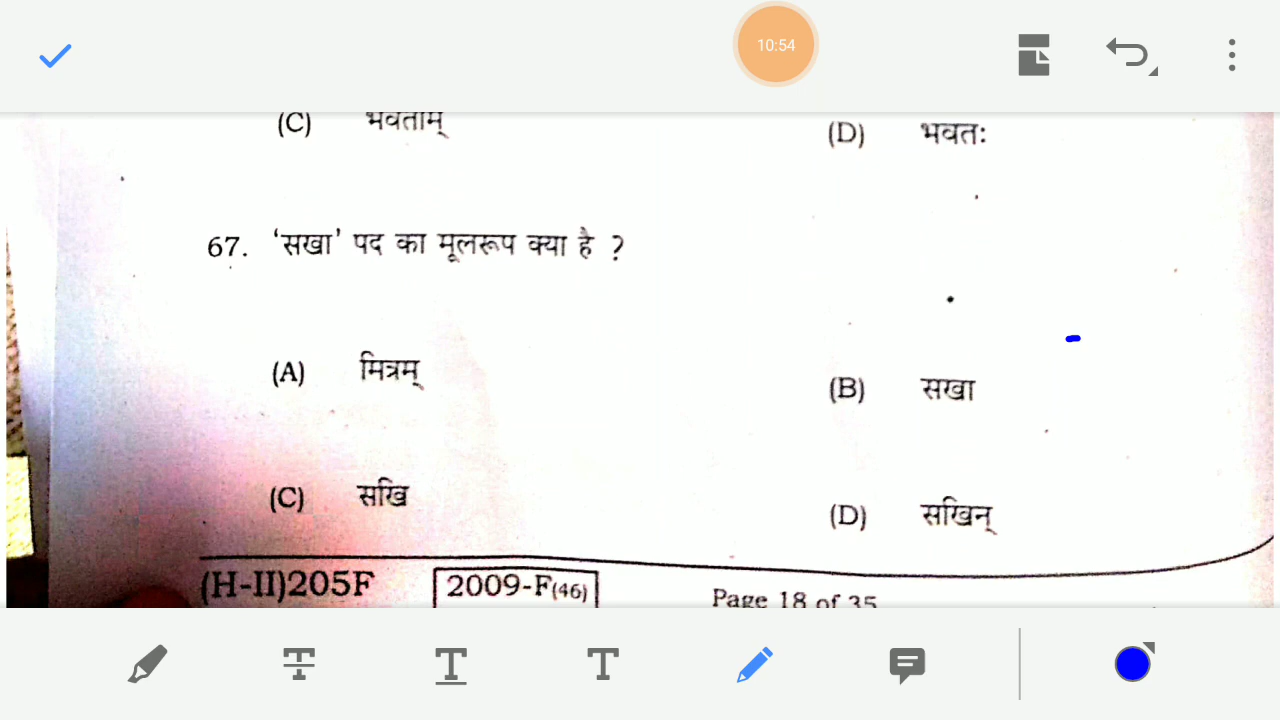 10:54
(C) भवताम् (D) भवतः
67. 'सखा' पद का मूलरूप क्या है ?
(A) मित्रम् (B) सखा
(C) सखि (D) सखिन्
(H-II)205F 2009-F(46) Page 18 of 35